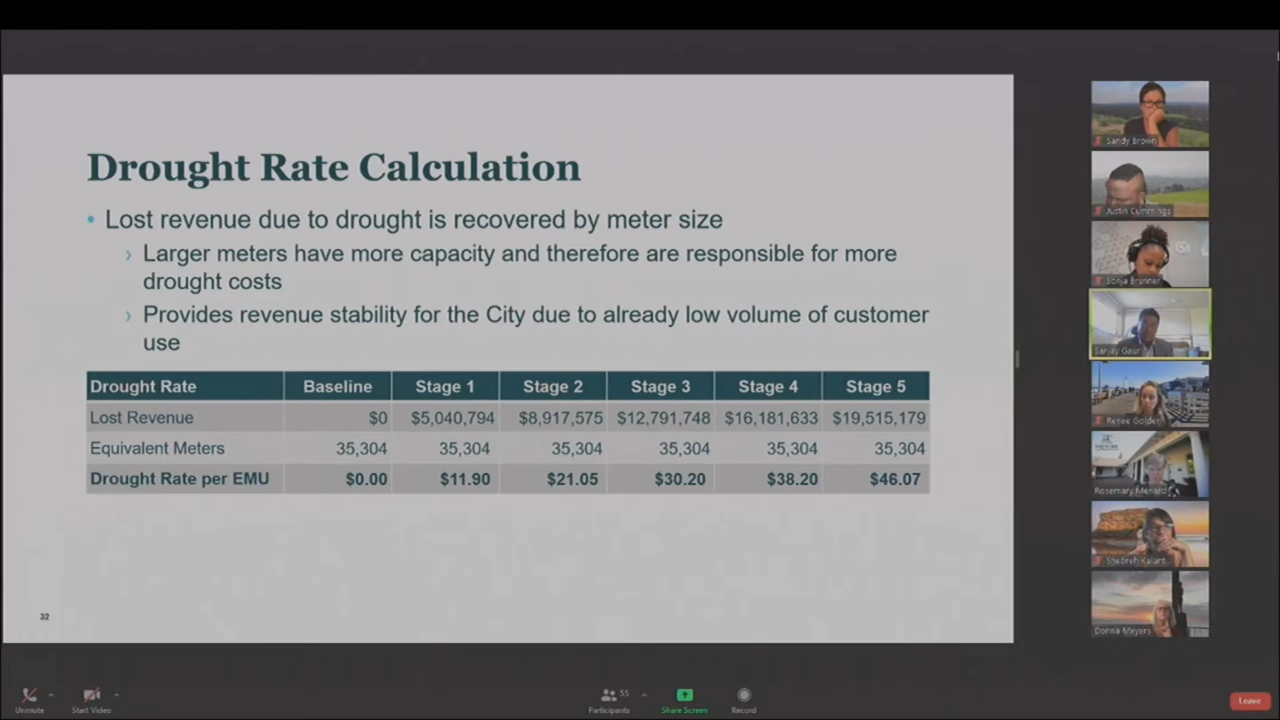 Drought Rate Calculation
• Lost revenue due to drought is recovered by meter size
› Larger meters have more capacity and therefore are responsible for more
drought costs
› Provides revenue stability for the City due to already low volume of customer
use
Drought Rate Baseline Stage 1 Stage 2 Stage 3 Stage 4 Stage 5
Lost Revenue $0 $5,040,794 $8,917,575 $12,791,748 $16,181,633 $19,515,179
Equivalent Meters 35,304 35,304 35,304 35,304 35,304 35,304
Drought Rate per EMU $0.00 $11.90 $21.05 $30.20 $38.20 $46.07
32
Sandy Brown
Justin Cummings
Sonja Brunner
Sanjay Gaur
Renee Golder
Rosemary Menard
Shebreh Kalant
Donna Meyers
Unmute
Start Video
55
Participants
Share Screen
Record
Leave